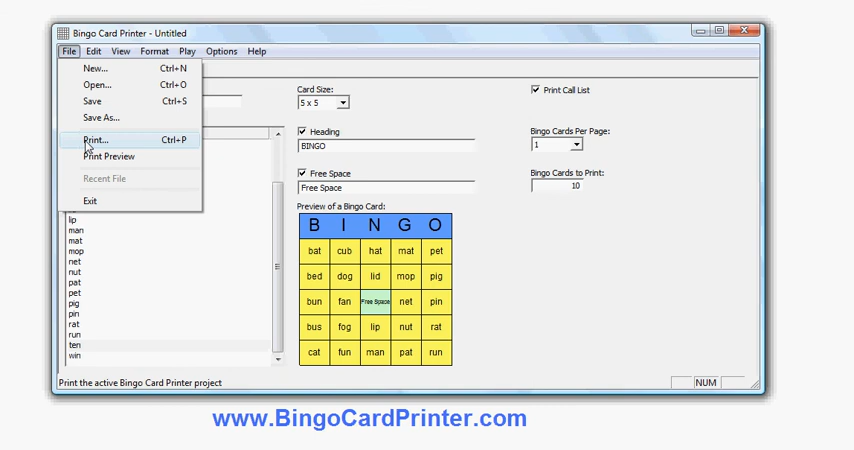 Bingo Card Printer - Untitled
File Edit View Format Play Options Help
New... Ctrl+N
Open... Ctrl+O
Save Ctrl+S
Save As...
Print... Ctrl+P
Print Preview
Recent File
Exit
lip
man
mat
mop
net
nut
pat
pet
pig
pin
rat
run
ten
win
Card Size:
5 x 5
Heading
BINGO
Free Space
Free Space
Preview of a Bingo Card:
B I N G O
bat cub hat mat pet
bed dog lid mop pig
bun fan Free Space net pin
bus fog lip nut rat
cat fun man pat run
Print Call List
Bingo Cards Per Page:
1
Bingo Cards to Print:
10
Print the active Bingo Card Printer project
NUM
www.BingoCardPrinter.com